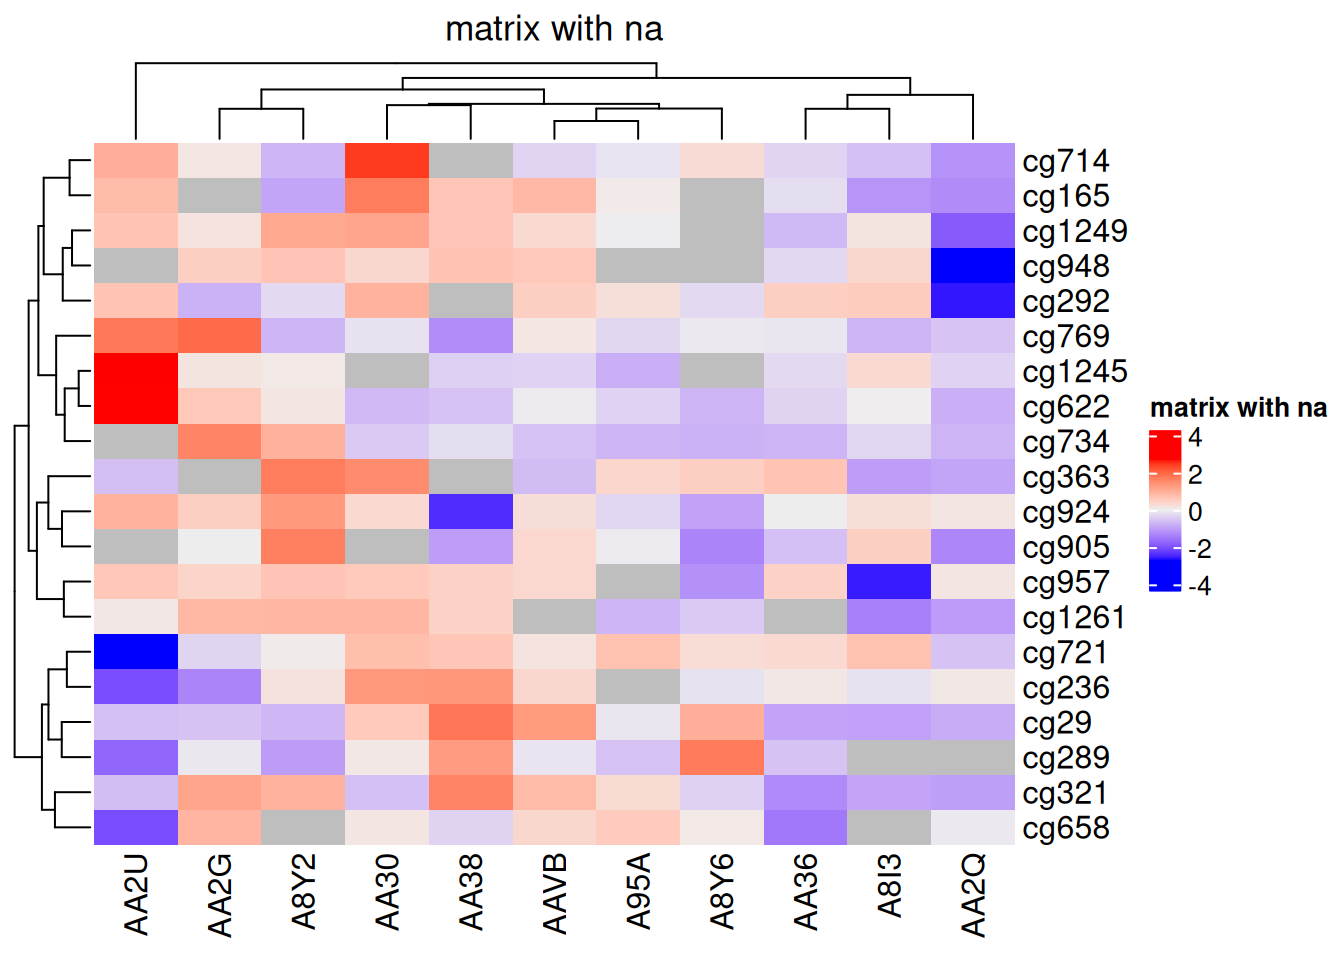 matrix with na
cg714
cg165
cg1249
cg948
cg292
cg769
cg1245
cg622
cg734
cg363
cg924
cg905
cg957
cg1261
cg721
cg236
cg29
cg289
cg321
cg658
matrix with na
4
2
0
-2
-4
AA2U
AA2G
A8Y2
AA30
AA38
AAVB
A95A
A8Y6
AA36
A8I3
AA2Q